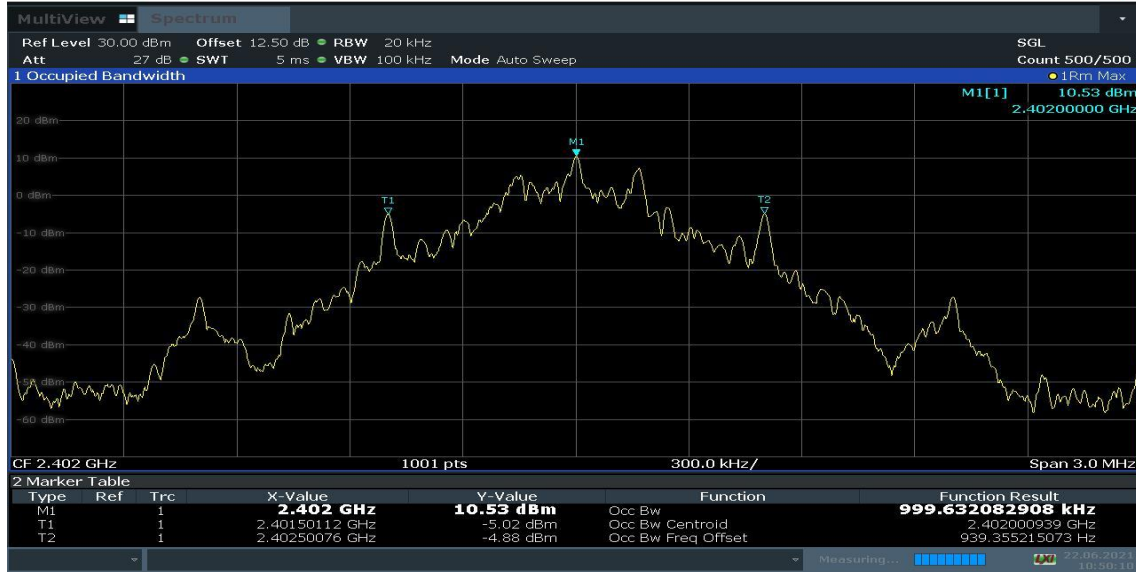 MultiView Spectrum
Ref Level 30.00 dBm Offset 12.50 dB RBW 20 kHz SGL
Att 27 dB SWT 5 ms VBW 100 kHz Mode Auto Sweep Count 500/500
1 Occupied Bandwidth 1Rm Max
M1[1] 10.53 dBm
2.40200000 GHz
20 dBm
M1
10 dBm
0 dBm
T1 T2
-10 dBm
-20 dBm
-30 dBm
-40 dBm
-50 dBm
-60 dBm
CF 2.402 GHz 1001 pts 300.0 kHz/ Span 3.0 MHz
2 Marker Table
Type Ref Trc X-Value Y-Value Function Function Result
M1 1 2.402 GHz 10.53 dBm Occ Bw 999.632082908 kHz
T1 1 2.40150112 GHz -5.02 dBm Occ Bw Centroid 2.402000939 GHz
T2 1 2.40250076 GHz -4.88 dBm Occ Bw Freq Offset 939.355215073 Hz
Measuring... 22.06.2021
10:50:10